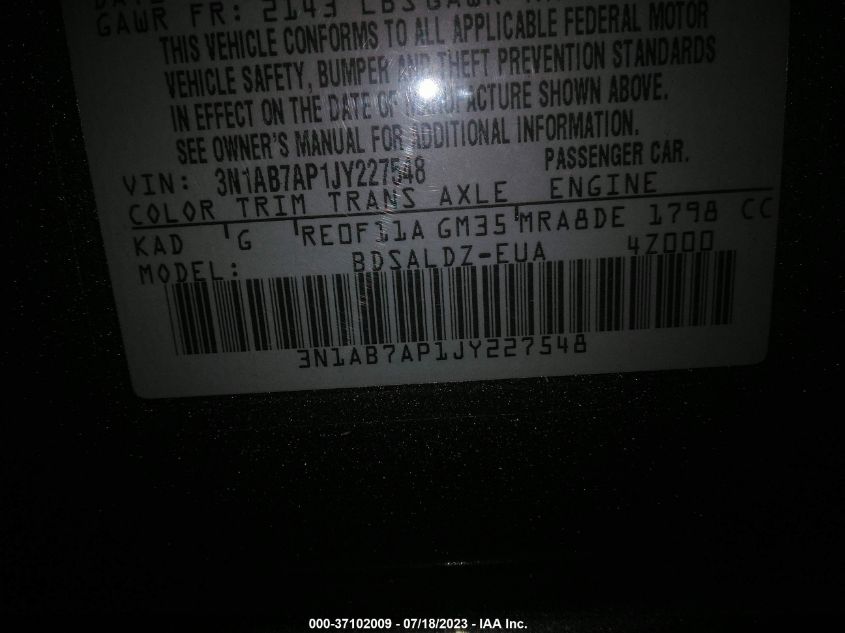 GAWR FR: 2143 LBS GAWR
THIS VEHICLE CONFORMS TO ALL APPLICABLE FEDERAL MOTOR
VEHICLE SAFETY, BUMPER AND THEFT PREVENTION STANDARDS
IN EFFECT ON THE DATE OF MANUFACTURE SHOWN ABOVE.
SEE OWNER'S MANUAL FOR ADDITIONAL INFORMATION.
PASSENGER CAR.
VIN: 3N1AB7AP1JY227548
COLOR TRIM TRANS AXLE ENGINE
KAD G RE0F11A GM35 MRA8DE 1798 CC
MODEL: BDSALDZ-EUA 4Z000
3N1AB7AP1JY227548
000-37102009 - 07/18/2023 - IAA Inc.